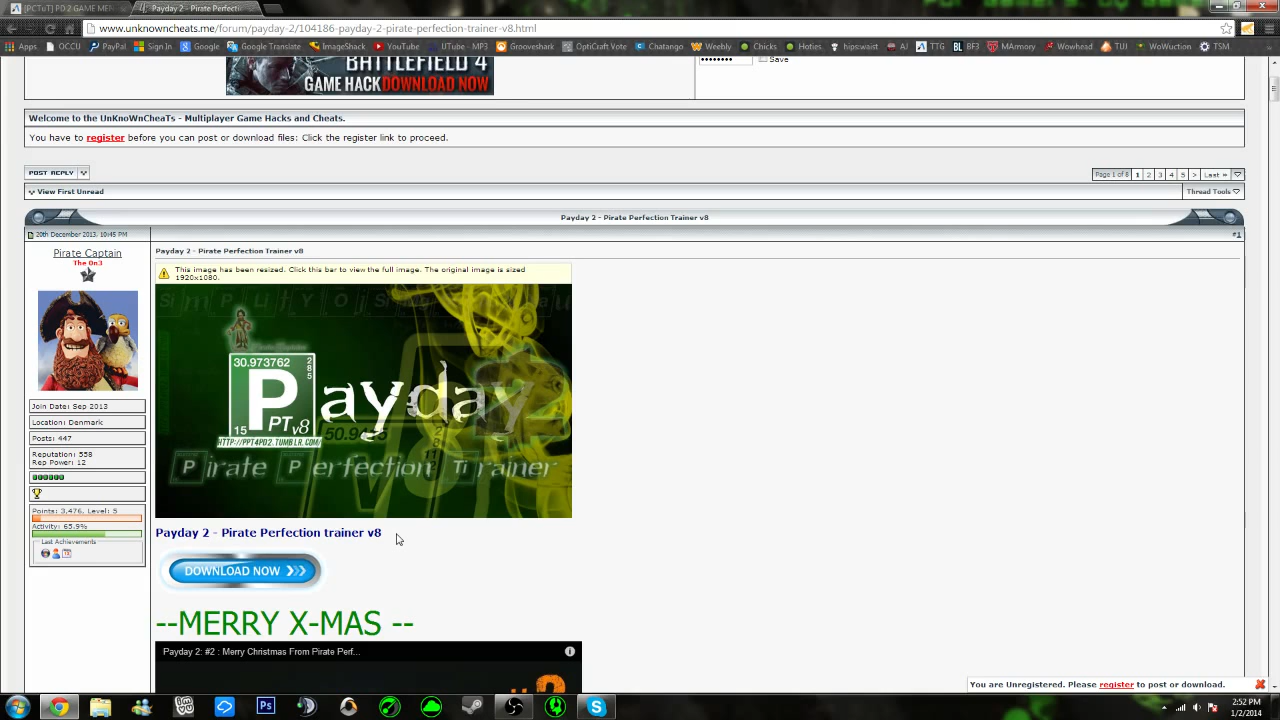 [PCTuT] PD 2 GAME MEN
Payday 2 - Pirate Perfecti
www.unknowncheats.me/forum/payday-2/104186-payday-2-pirate-perfection-trainer-v8.html
Apps OCCU PayPal Sign In Google Google Translate ImageShack YouTube UTube - MP3 Grooveshark OptiCraft Vote Chatango Weebly Chicks Hoties hips:waist AJ TTG BL: BF3 MArmory Wowhead TUJ WoWuction TSM.
BATTLEFIELD 4
GAME HACK DOWNLOAD NOW
Save
Welcome to the UnKnoWnCheaTs - Multiplayer Game Hacks and Cheats.
You have to register before you can post or download files: Click the register link to proceed.
POST REPLY
Page 1 of 8 1 2 3 4 5 > Last »
View First Unread
Thread Tools
Payday 2 - Pirate Perfection Trainer v8
20th December 2013, 10:45 PM
#1
Pirate Captain
The 0n3
Payday 2 - Pirate Perfection Trainer v8
This image has been resized. Click this bar to view the full image. The original image is sized
1920x1080.
30.973762
285
Payday
15 PTv8
HTTP://PPT4PD2.TUMBLR.COM/
50.9415
Pirate Perfection Trainer
Join Date: Sep 2013
Location: Denmark
Posts: 447
Reputation: 558
Rep Power: 12
Points: 3,476, Level: 5
Activity: 65.9%
Last Achievements
Payday 2 - Pirate Perfection trainer v8
DOWNLOAD NOW
--MERRY X-MAS --
Payday 2: #2 : Merry Christmas From Pirate Perf...
You are Unregistered. Please register to post or download.
2:52 PM
1/2/2014